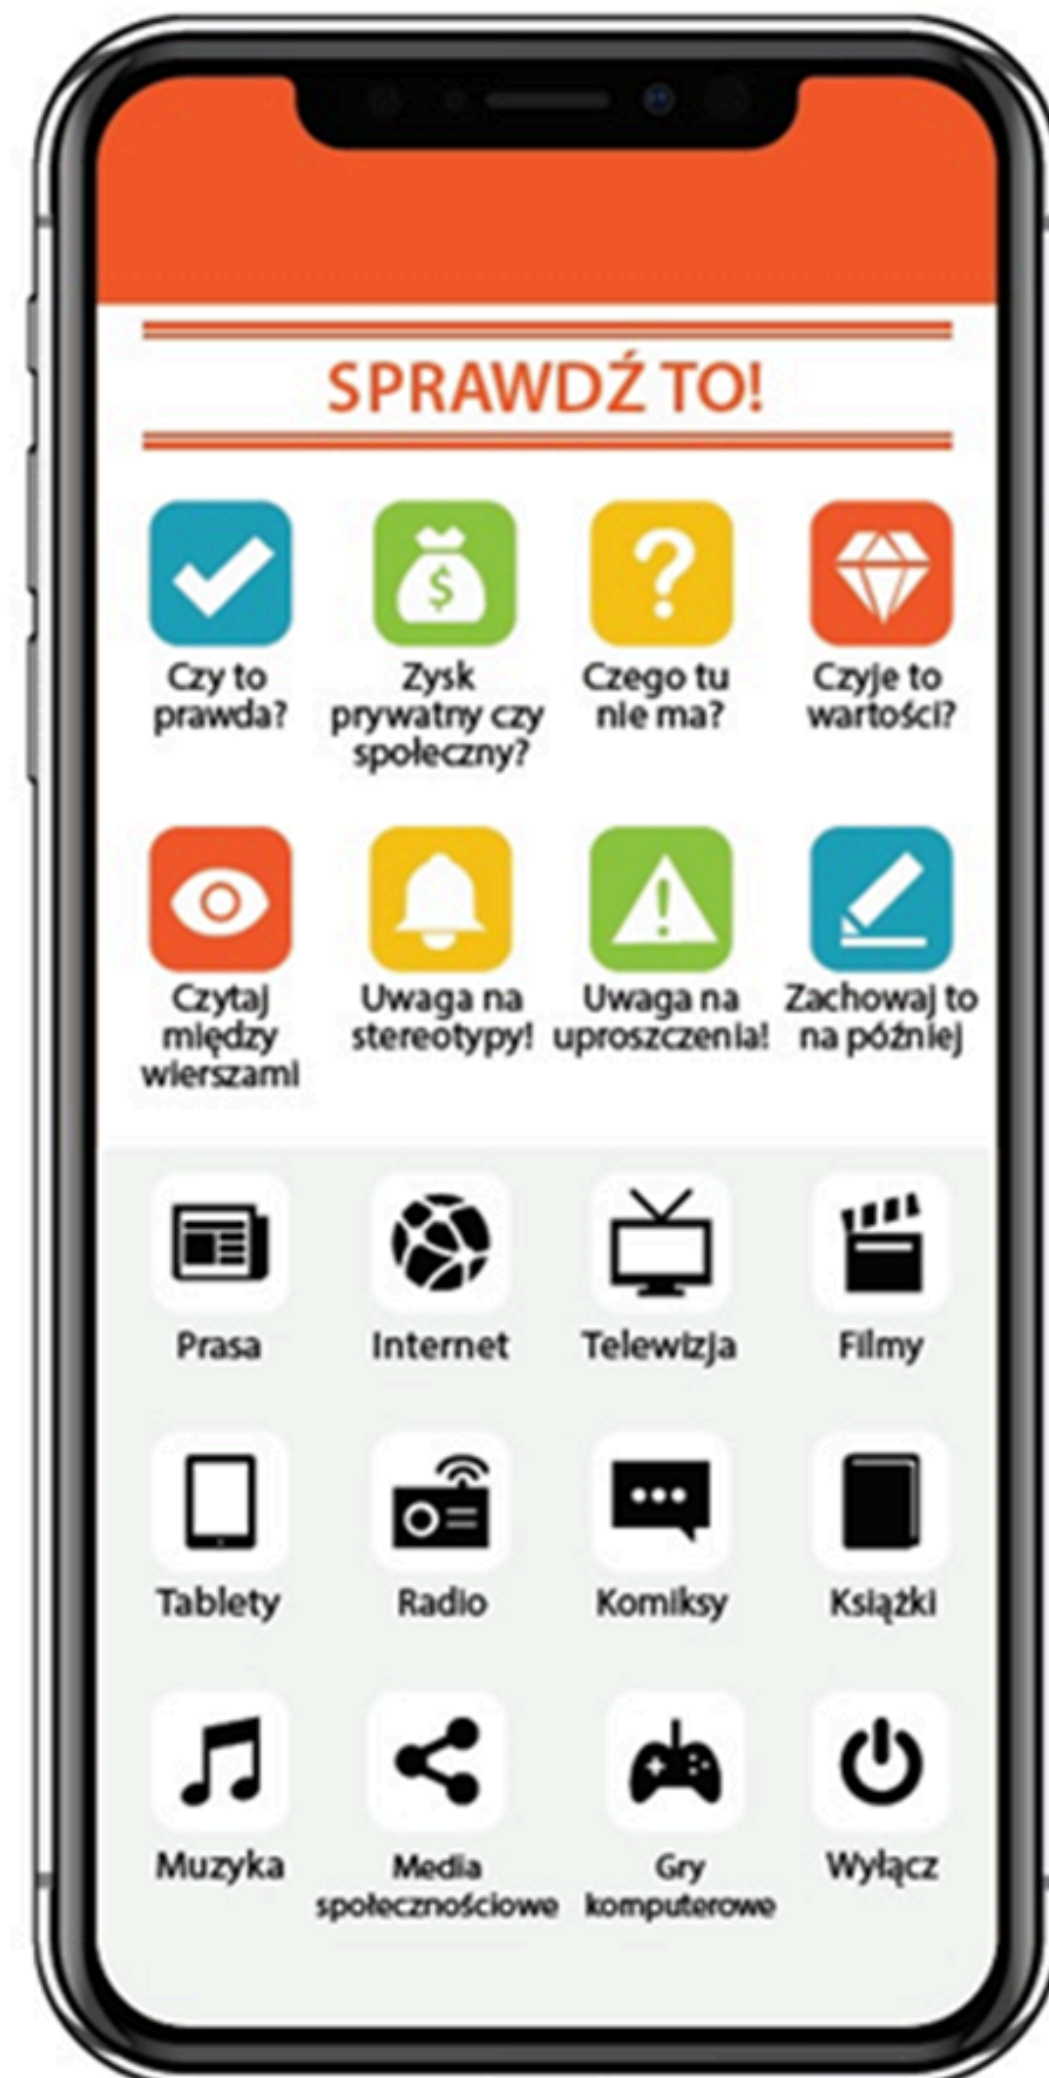 SPRAWDŹ TO!
Czy to
prawda?
Zysk
prywatny czy
społeczny?
Czego tu
nie ma?
Czyje to
wartości?
Czytaj
między
wierszami
Uwaga na
stereotypy!
Uwaga na
uproszczenia!
Zachowaj to
na później
Prasa
Internet
Telewizja
Filmy
Tablety
Radio
Komiksy
Książki
Muzyka
Media
społecznościowe
Gry
komputerowe
Wyłącz